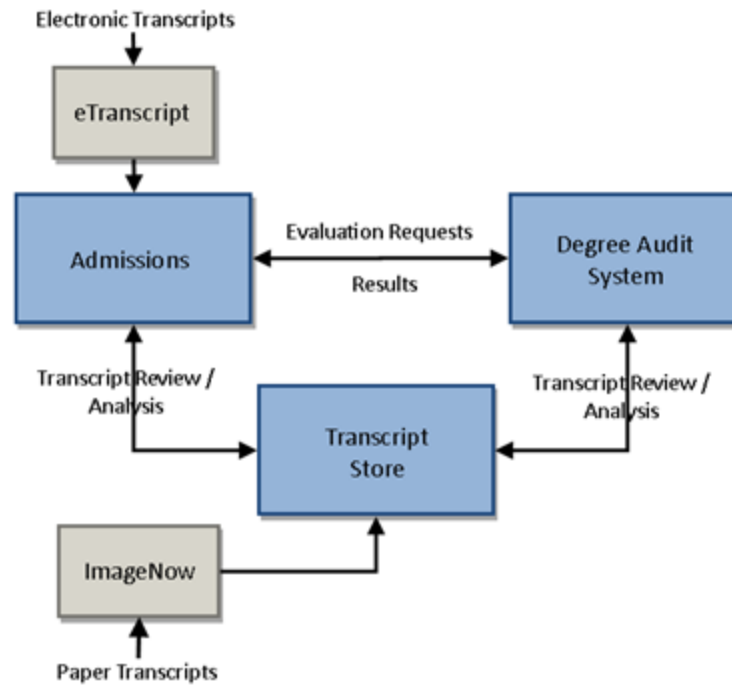 Electronic Transcripts
eTranscript
Admissions
Evaluation Requests
Results
Degree Audit
System
Transcript Review /
Analysis
Transcript Review /
Analysis
Transcript
Store
ImageNow
Paper Transcripts